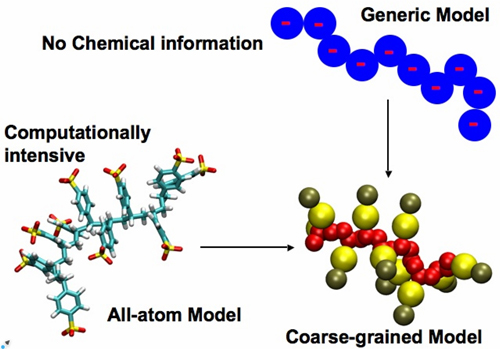 Generic Model
No Chemical information
Computationally
intensive
All-atom Model
Coarse-grained Model